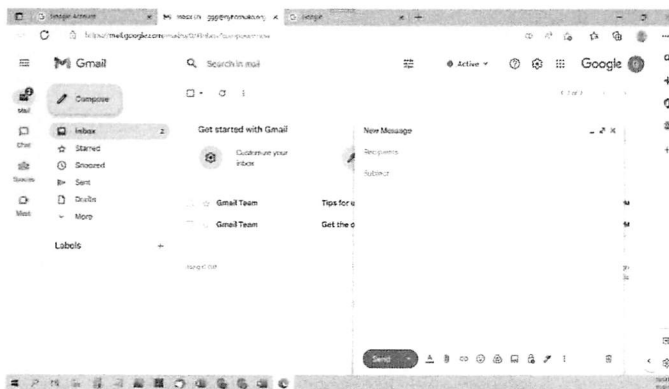 Google Account
Google
Gmail
Search in mail
Active
Google
Mail
Compose
Inbox 2
Get started with Gmail
New Message
Chat
Starred
Customize your
inbox
Recipients
Snoozed
Subject
Spaces
Sent
Drafts
Gmail Team
Meet
More
Gmail Team
Get the
Labels
Send